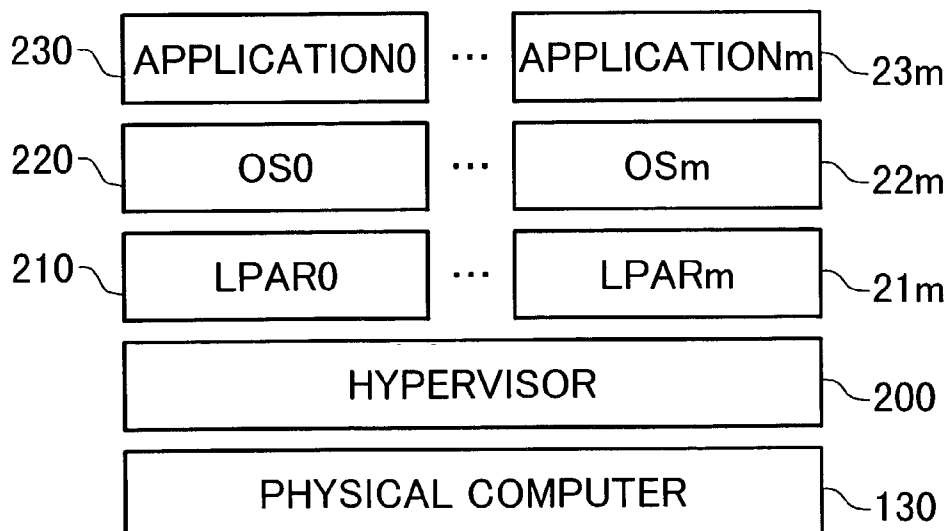 230 APPLICATION0 ... APPLICATIONm 23m
220 OS0 ... OSm 22m
210 LPAR0 ... LPARm 21m
HYPERVISOR 200
PHYSICAL COMPUTER 130